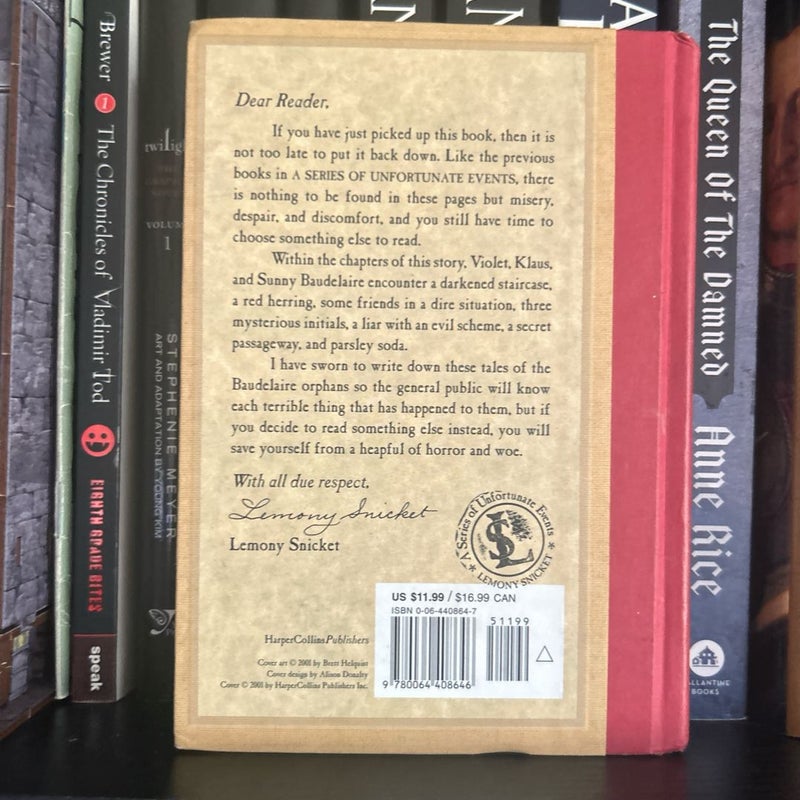 Brewer
1
The Chronicles of Vladimir Tod
EIGHTH GRADE BITES
speak
twilig
VOLUM
1
STEPHENIE MEYER
ART AND ADAPTATION BY YOUNG KIM
Dear Reader,
If you have just picked up this book, then it is
not too late to put it back down. Like the previous
books in A SERIES OF UNFORTUNATE EVENTS, there
is nothing to be found in these pages but misery,
despair, and discomfort, and you still have time to
choose something else to read.
Within the chapters of this story, Violet, Klaus,
and Sunny Baudelaire encounter a darkened staircase,
a red herring, some friends in a dire situation, three
mysterious initials, a liar with an evil scheme, a secret
passageway, and parsley soda.
I have sworn to write down these tales of the
Baudelaire orphans so the general public will know
each terrible thing that has happened to them, but if
you decide to read something else instead, you will
save yourself from a heapful of horror and woe.
With all due respect,
Lemony Snicket
Lemony Snicket
A Series of Unfortunate Events
LS
LEMONY SNICKET
US $11.99 / $16.99 CAN
ISBN 0-06-440864-7
51199
9 780064 408646
HarperCollinsPublishers
Cover art © 2001 by Brett Helquist
Cover design by Alison Donalty
Cover © 2001 by HarperCollins Publishers Inc.
The Queen Of The Damned
Anne Rice
ALLANTINE
BOOKS